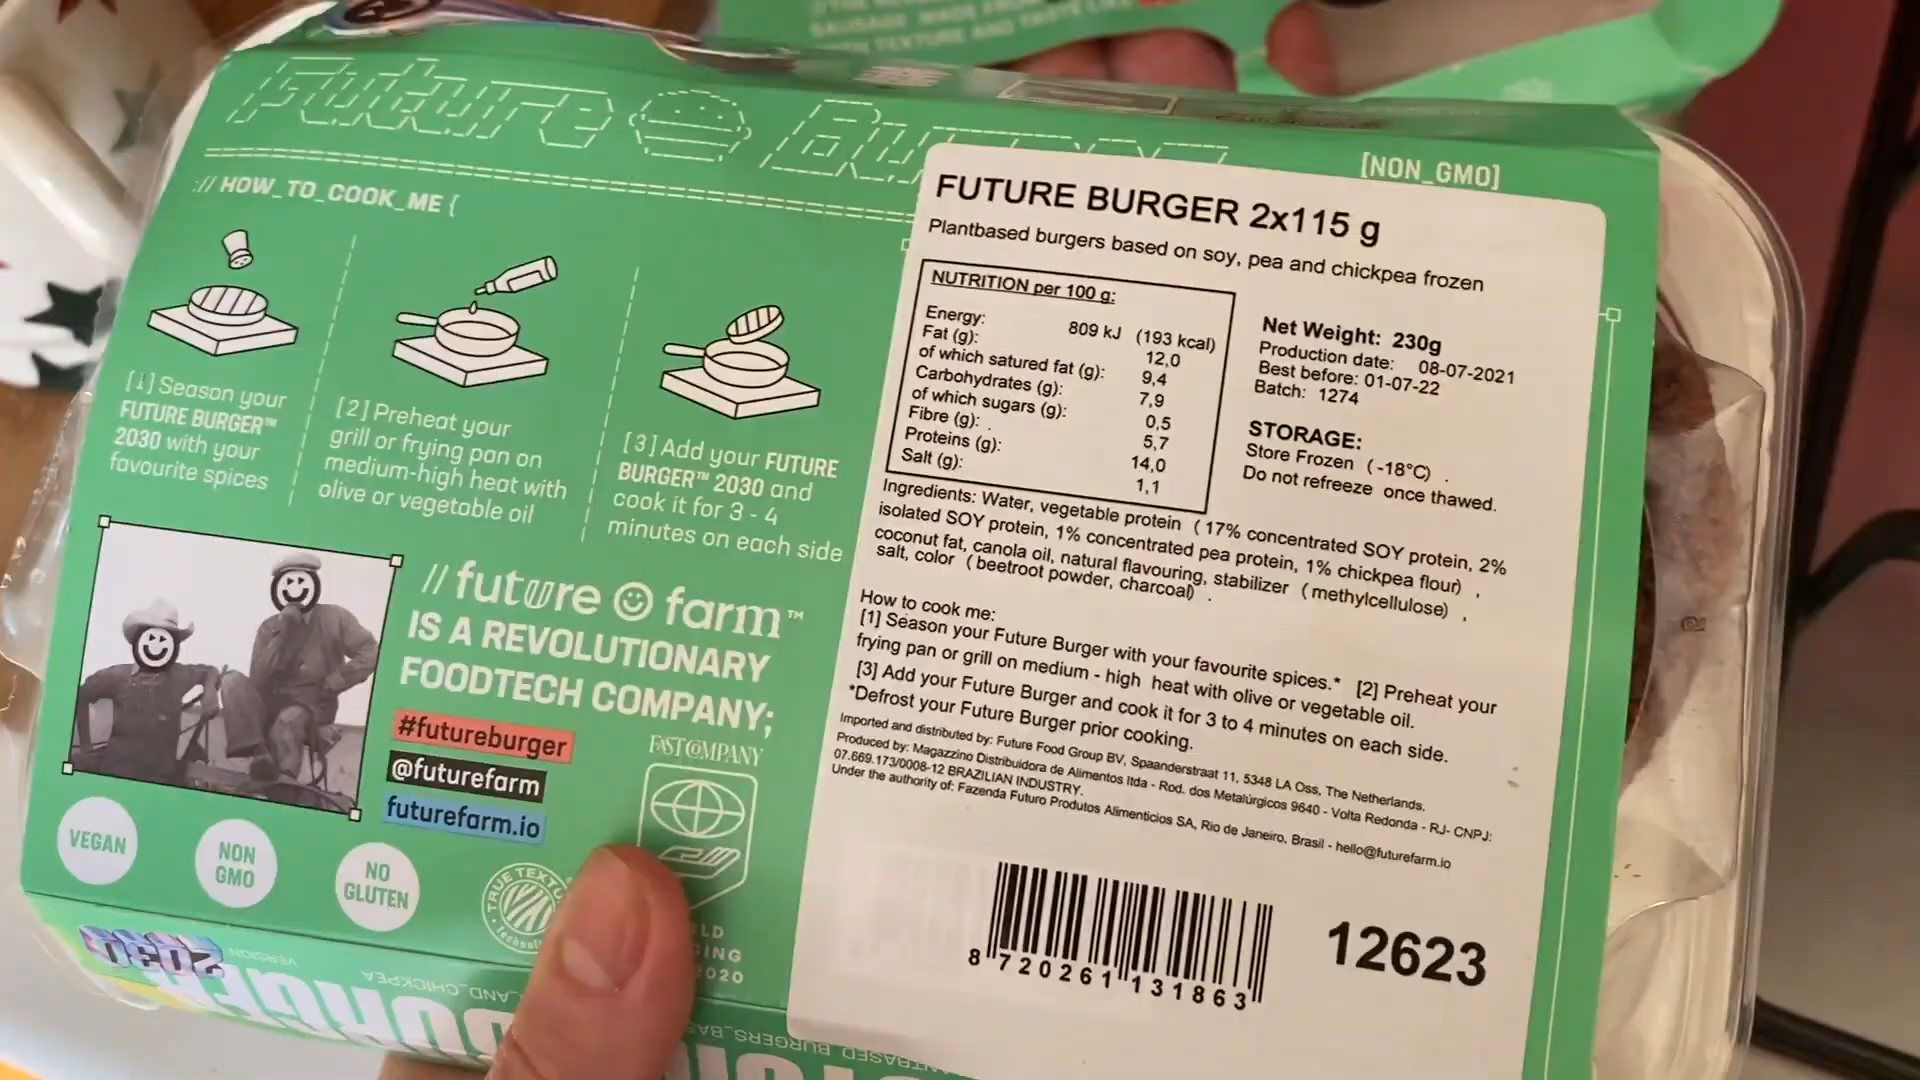 SAUSAGE MADE FROM
TEXTURE AND TASTE LIKE
Future Burger
[NON_GMO]
:// HOW_TO_COOK_ME {
[1] Season your
FUTURE BURGER™
2030 with your
favourite spices
[2] Preheat your
grill or frying pan on
medium-high heat with
olive or vegetable oil
[3] Add your FUTURE
BURGER™ 2030 and
cook it for 3 - 4
minutes on each side
// future farm™
IS A REVOLUTIONARY
FOODTECH COMPANY;
#futureburger
@futurefarm
futurefarm.io
FAST COMPANY
VEGAN
NON
GMO
NO
GLUTEN
TRUE TEXTU
2030
VERSION
AND_CHICKPEA
FUTURE BURGER 2x115 g
Plantbased burgers based on soy, pea and chickpea frozen
NUTRITION per 100 g:
Energy: 809 kJ (193 kcal)
Fat (g): 12,0
of which satured fat (g): 9,4
Carbohydrates (g): 7,9
of which sugars (g): 0,5
Fibre (g): 5,7
Proteins (g): 14,0
Salt (g): 1,1
Net Weight: 230g
Production date: 08-07-2021
Best before: 01-07-22
Batch: 1274
STORAGE:
Store Frozen (-18°C) .
Do not refreeze once thawed.
Ingredients: Water, vegetable protein ( 17% concentrated SOY protein, 2%
isolated SOY protein, 1% concentrated pea protein, 1% chickpea flour) ,
coconut fat, canola oil, natural flavouring, stabilizer ( methylcellulose) ,
salt, color ( beetroot powder, charcoal) .
How to cook me:
[1] Season your Future Burger with your favourite spices.* [2] Preheat your
frying pan or grill on medium - high heat with olive or vegetable oil.
[3] Add your Future Burger and cook it for 3 to 4 minutes on each side.
*Defrost your Future Burger prior cooking.
Imported and distributed by: Future Food Group BV, Spaanderstraat 11, 5348 LA Oss, The Netherlands.
Produced by: Magazzino Distribuidora de Alimentos ltda - Rod. dos Metalúrgicos 9640 - Volta Redonda - RJ- CNPJ:
07.669.173/0008-12 BRAZILIAN INDUSTRY.
Under the authority of: Fazenda Futuro Produtos Alimenticios SA, Rio de Janeiro, Brasil - hello@futurefarm.io
8 720261 131863
12623